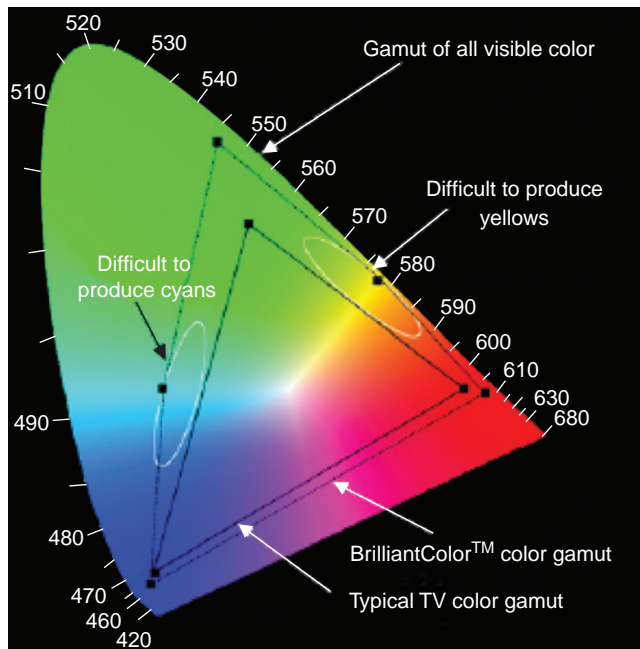 520
530
540
510
550
560
570
580
590
600
610
630
680
490
480
470
460
420
Gamut of all visible color
Difficult to produce
yellows
Difficult to
produce cyans
BrilliantColor™ color gamut
Typical TV color gamut